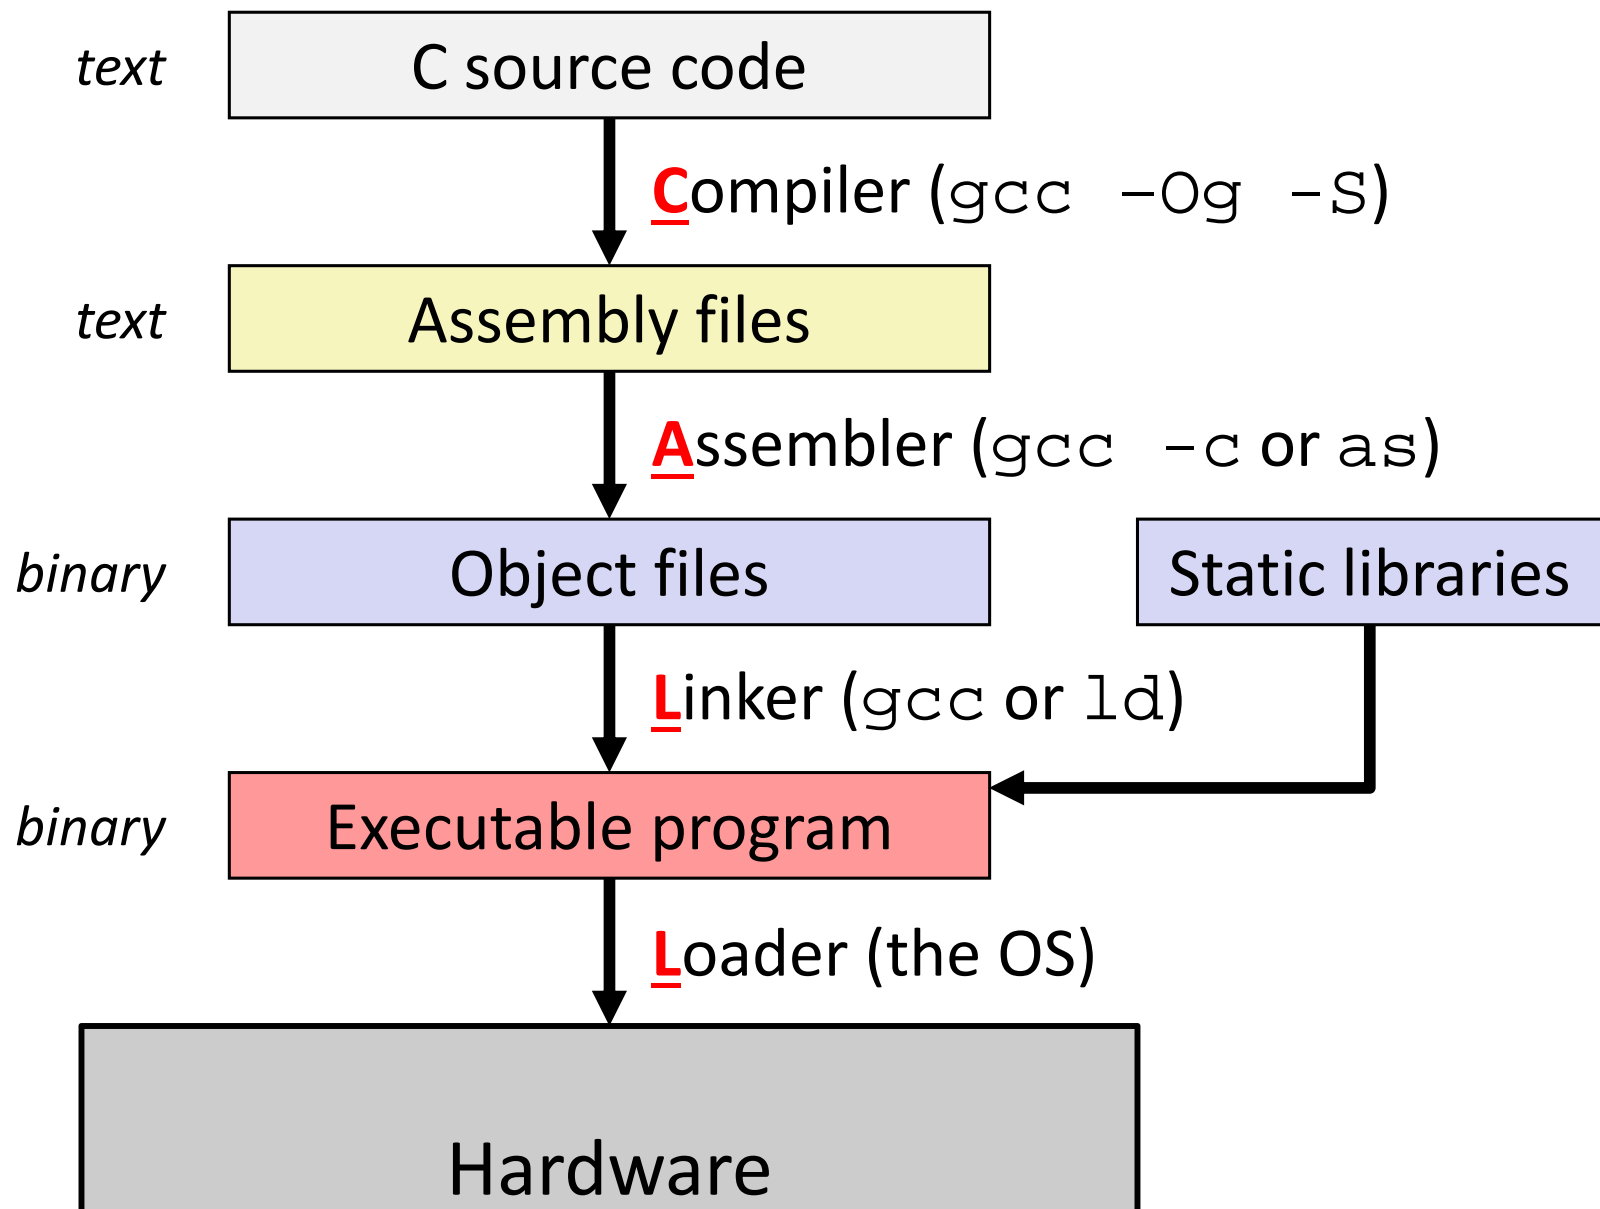 text
C source code
Compiler (gcc -Og -S)
text
Assembly files
Assembler (gcc -c or as)
binary
Object files
Static libraries
Linker (gcc or ld)
binary
Executable program
Loader (the OS)
Hardware